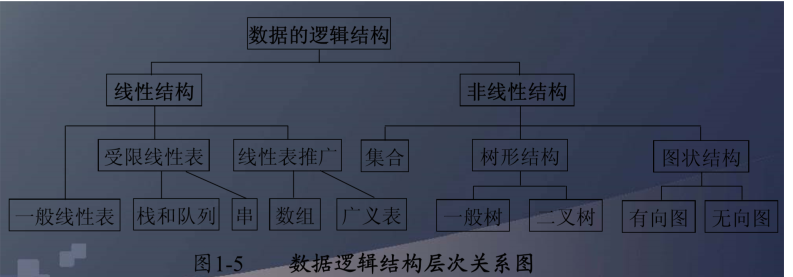 数据的逻辑结构
线性结构 非线性结构
受限线性表 线性表推广 集合 树形结构 图状结构
一般线性表 栈和队列 串 数组 广义表 一般树 二叉树 有向图 无向图
图1-5 数据逻辑结构层次关系图